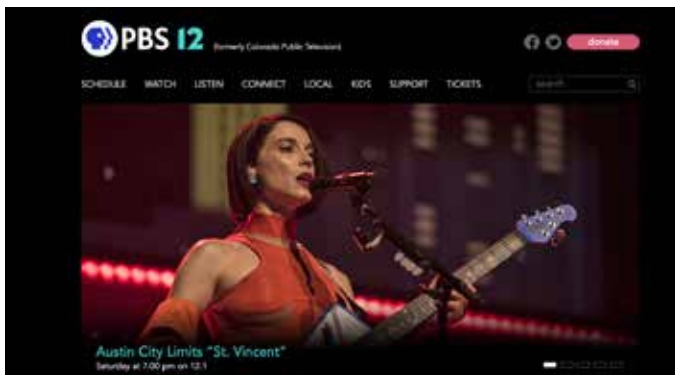 PBS 12 (formerly Colorado Public Television)
donate
SCHEDULE WATCH LISTEN CONNECT LOCAL KIDS SUPPORT TICKETS search
Austin City Limits "St. Vincent"
Saturday at 7:00 pm on 12.1